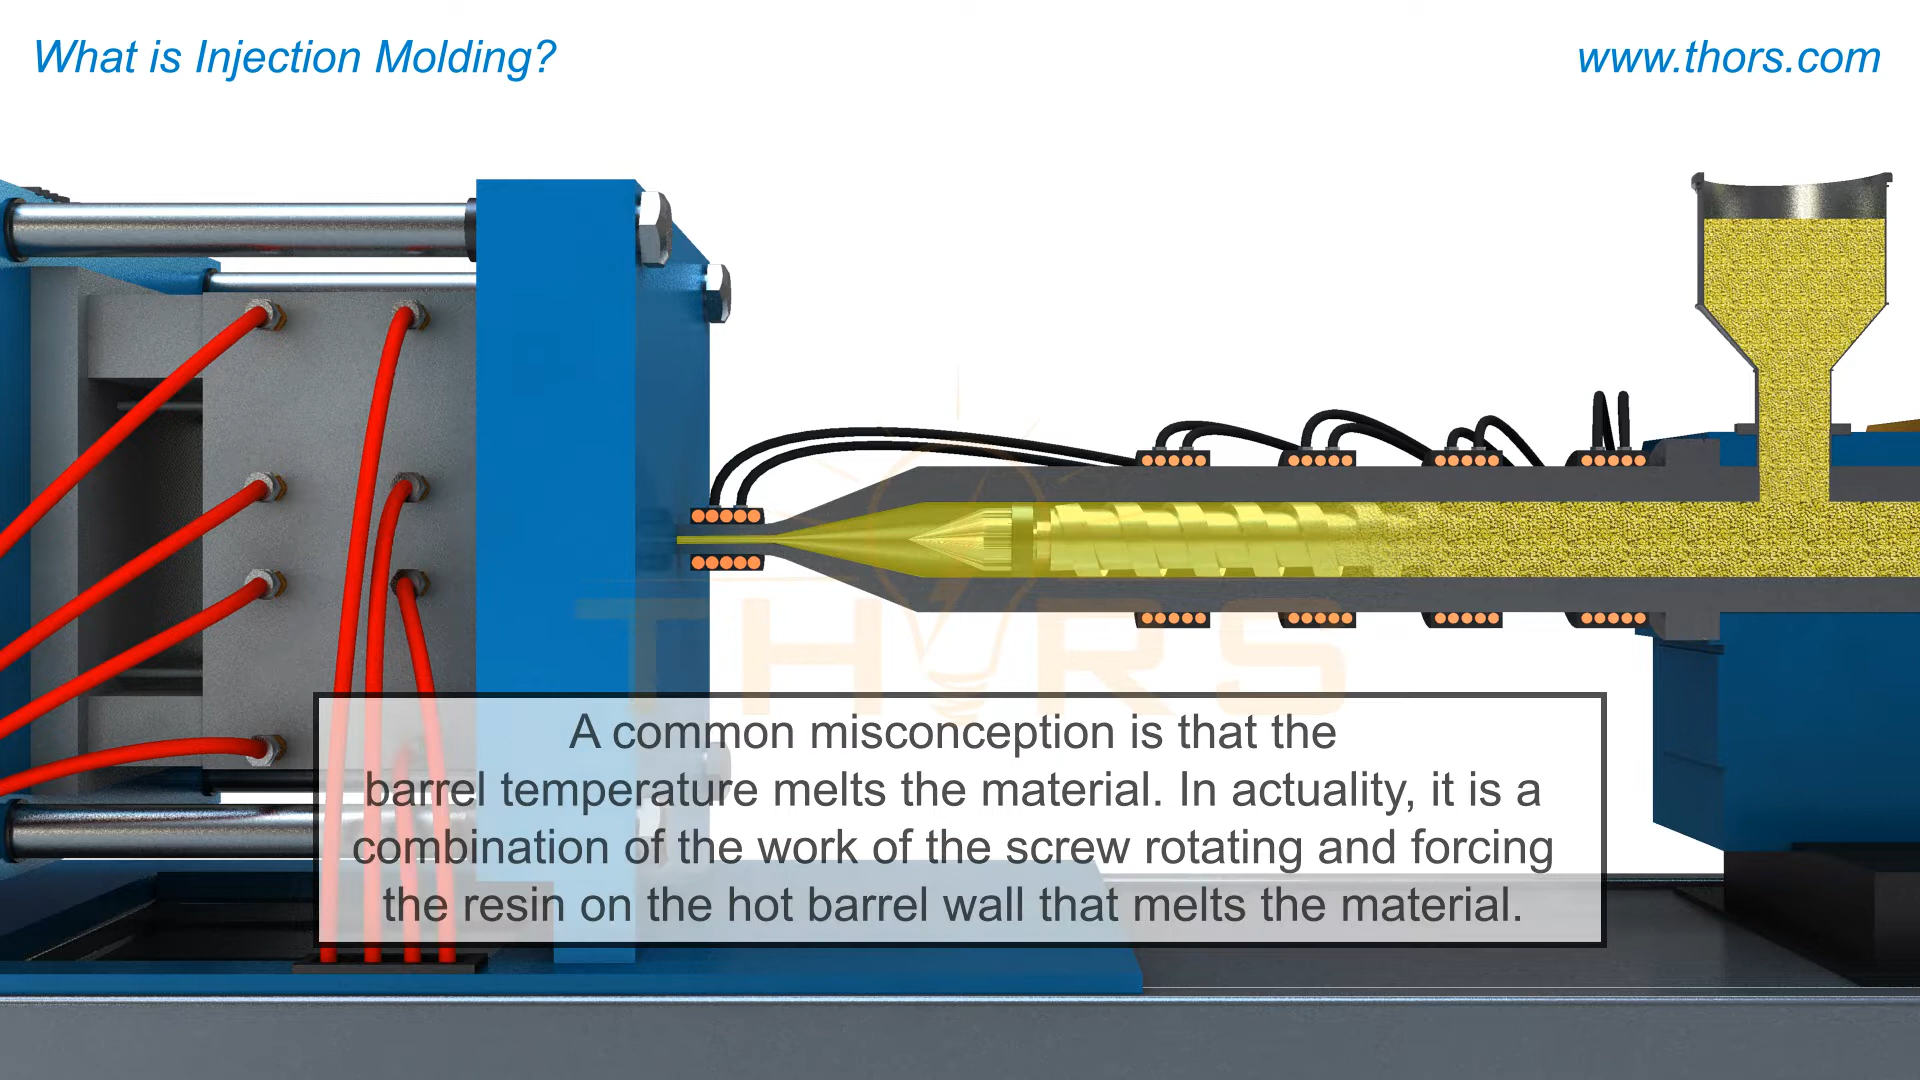 What is Injection Molding?
www.thors.com
THORS
A common misconception is that the
barrel temperature melts the material. In actuality, it is a
combination of the work of the screw rotating and forcing
the resin on the hot barrel wall that melts the material.